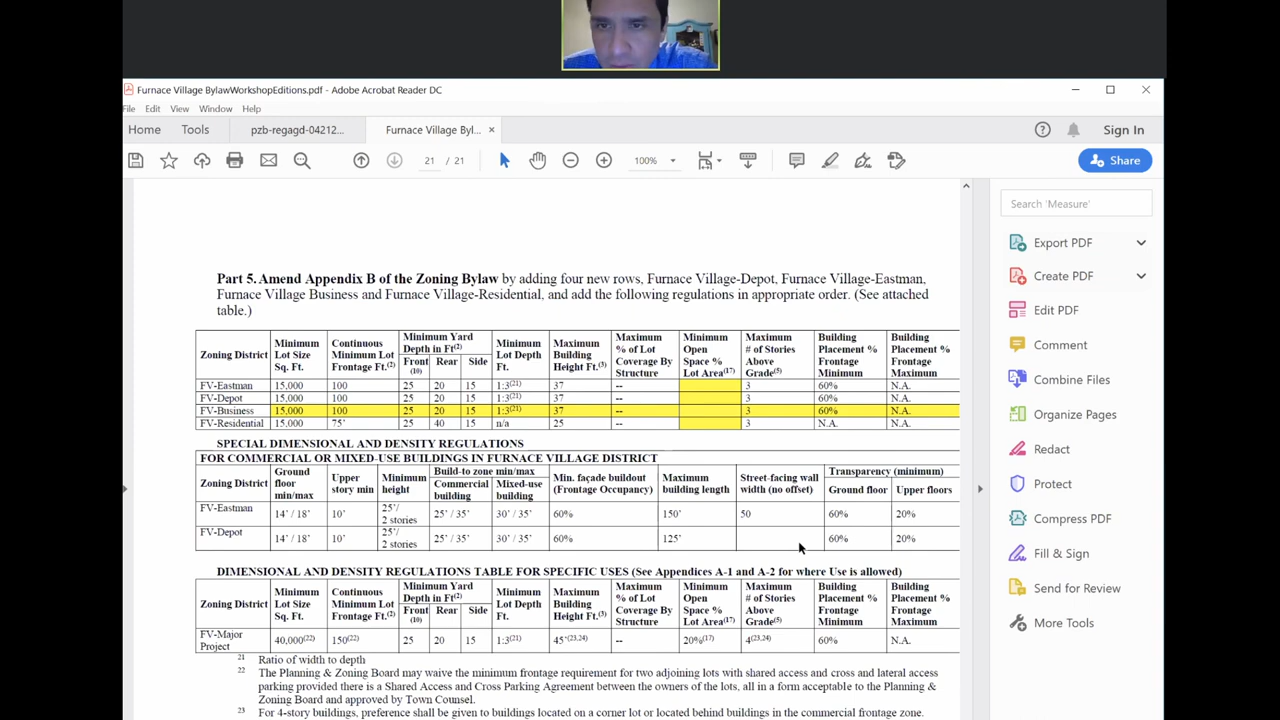 Furnace Village BylawWorkshopEditions.pdf - Adobe Acrobat Reader DC
File Edit View Window Help
Home Tools pzb-regagd-04212... Furnace Village Byl... ×
Sign In
21 / 21 100% Share
Search 'Measure'
Export PDF
Create PDF
Edit PDF
Comment
Combine Files
Organize Pages
Redact
Protect
Compress PDF
Fill & Sign
Send for Review
More Tools
Part 5. Amend Appendix B of the Zoning Bylaw by adding four new rows, Furnace Village-Depot, Furnace Village-Eastman,
Furnace Village Business and Furnace Village-Residential, and add the following regulations in appropriate order. (See attached
table.)
Zoning District | Minimum Lot Size Sq. Ft. | Continuous Minimum Lot Frontage Ft.(2) | Minimum Yard Depth in Ft(2) Front (10) Rear Side | Minimum Lot Depth Ft. | Maximum Building Height Ft.(3) | Maximum % of Lot Coverage By Structure | Minimum Open Space % Lot Area(17) | Maximum # of Stories Above Grade(5) | Building Placement % Frontage Minimum | Building Placement % Frontage Maximum
FV-Eastman 15,000 100 25 20 15 1:3(21) 37 -- 3 60% N.A.
FV-Depot 15,000 100 25 20 15 1:3(21) 37 -- 3 60% N.A.
FV-Business 15,000 100 25 20 15 1:3(21) 37 -- 3 60% N.A.
FV-Residential 15,000 75' 25 40 15 n/a 25 -- 3 N.A. N.A.
SPECIAL DIMENSIONAL AND DENSITY REGULATIONS
FOR COMMERCIAL OR MIXED-USE BUILDINGS IN FURNACE VILLAGE DISTRICT
Zoning District | Ground floor min/max | Upper story min | Minimum height | Build-to zone min/max Commercial building Mixed-use building | Min. façade buildout (Frontage Occupancy) | Maximum building length | Street-facing wall width (no offset) | Transparency (minimum) Ground floor Upper floors
FV-Eastman 14' / 18' 10' 25'/ 2 stories 25' / 35' 30' / 35' 60% 150' 50 60% 20%
FV-Depot 14' / 18' 10' 25'/ 2 stories 25' / 35' 30' / 35' 60% 125' 60% 20%
DIMENSIONAL AND DENSITY REGULATIONS TABLE FOR SPECIFIC USES (See Appendices A-1 and A-2 for where Use is allowed)
Zoning District | Minimum Lot Size Sq. Ft. | Continuous Minimum Lot Frontage Ft.(2) | Minimum Yard Depth in Ft(2) Front (10) Rear Side | Minimum Lot Depth Ft. | Maximum Building Height Ft.(3) | Maximum % of Lot Coverage By Structure | Minimum Open Space % Lot Area(17) | Maximum # of Stories Above Grade(5) | Building Placement % Frontage Minimum | Building Placement % Frontage Maximum
FV-Major Project 40,000(22) 150(22) 25 20 15 1:3(21) 45'(23,24) -- 20%(17) 4(23,24) 60% N.A.
21 Ratio of width to depth
22 The Planning & Zoning Board may waive the minimum frontage requirement for two adjoining lots with shared access and cross and lateral access
parking provided there is a Shared Access and Cross Parking Agreement between the owners of the lots, all in a form acceptable to the Planning &
Zoning Board and approved by Town Counsel.
23 For 4-story buildings, preference shall be given to buildings located on a corner lot or located behind buildings in the commercial frontage zone.